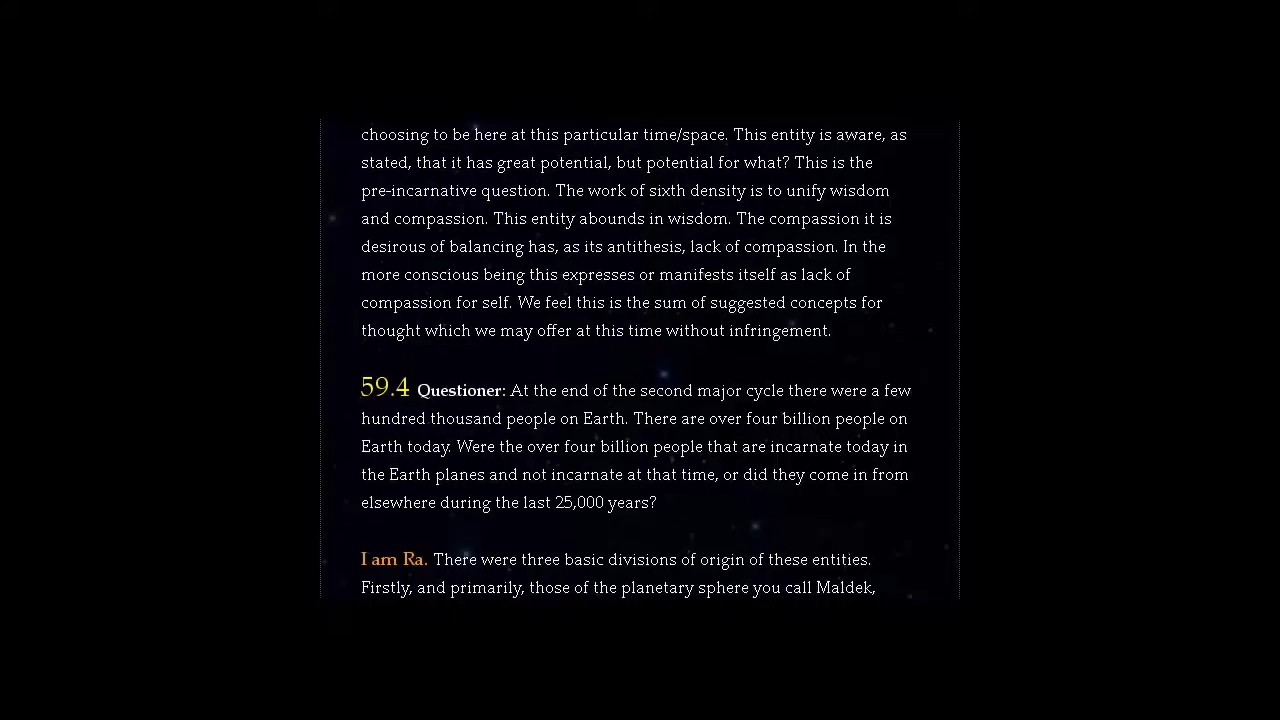 choosing to be here at this particular time/space. This entity is aware, as
stated, that it has great potential, but potential for what? This is the
pre-incarnative question. The work of sixth density is to unify wisdom
and compassion. This entity abounds in wisdom. The compassion it is
desirous of balancing has, as its antithesis, lack of compassion. In the
more conscious being this expresses or manifests itself as lack of
compassion for self. We feel this is the sum of suggested concepts for
thought which we may offer at this time without infringement.
59.4 Questioner: At the end of the second major cycle there were a few
hundred thousand people on Earth. There are over four billion people on
Earth today. Were the over four billion people that are incarnate today in
the Earth planes and not incarnate at that time, or did they come in from
elsewhere during the last 25,000 years?
I am Ra. There were three basic divisions of origin of these entities.
Firstly, and primarily, those of the planetary sphere you call Maldek,